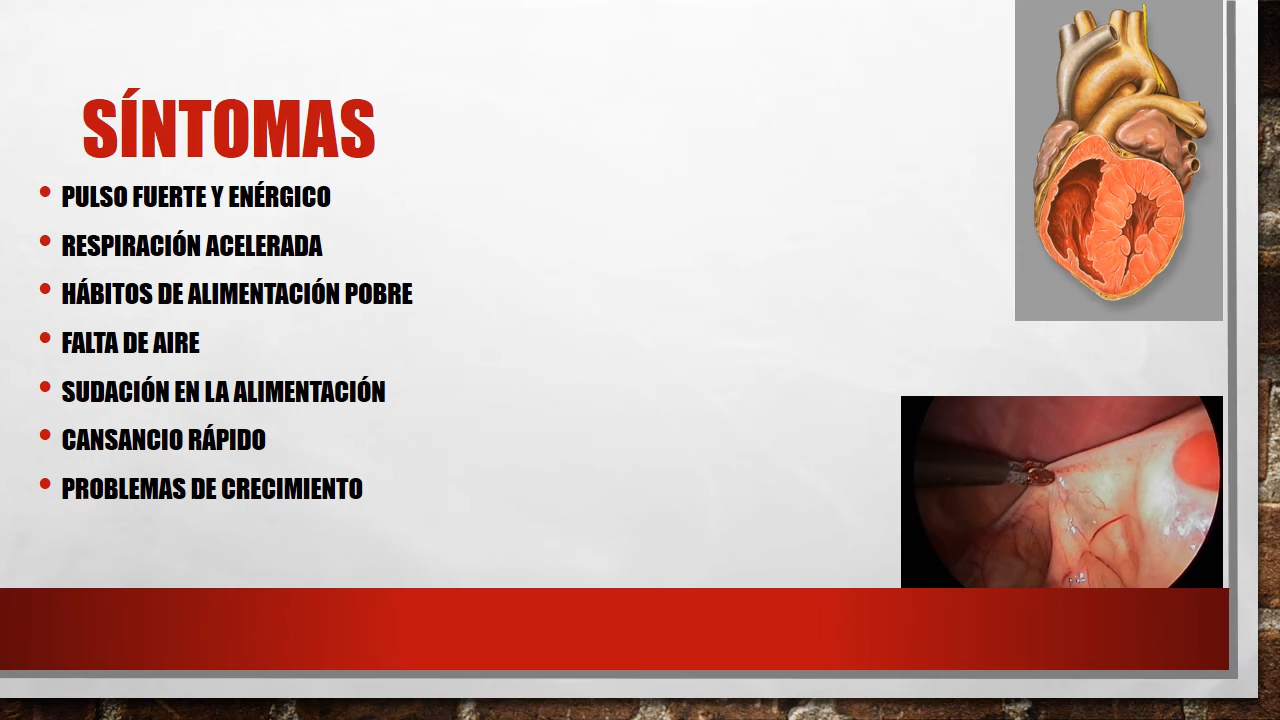 SÍNTOMAS
PULSO FUERTE Y ENÉRGICO
RESPIRACIÓN ACELERADA
HÁBITOS DE ALIMENTACIÓN POBRE
FALTA DE AIRE
SUDACIÓN EN LA ALIMENTACIÓN
CANSANCIO RÁPIDO
PROBLEMAS DE CRECIMIENTO